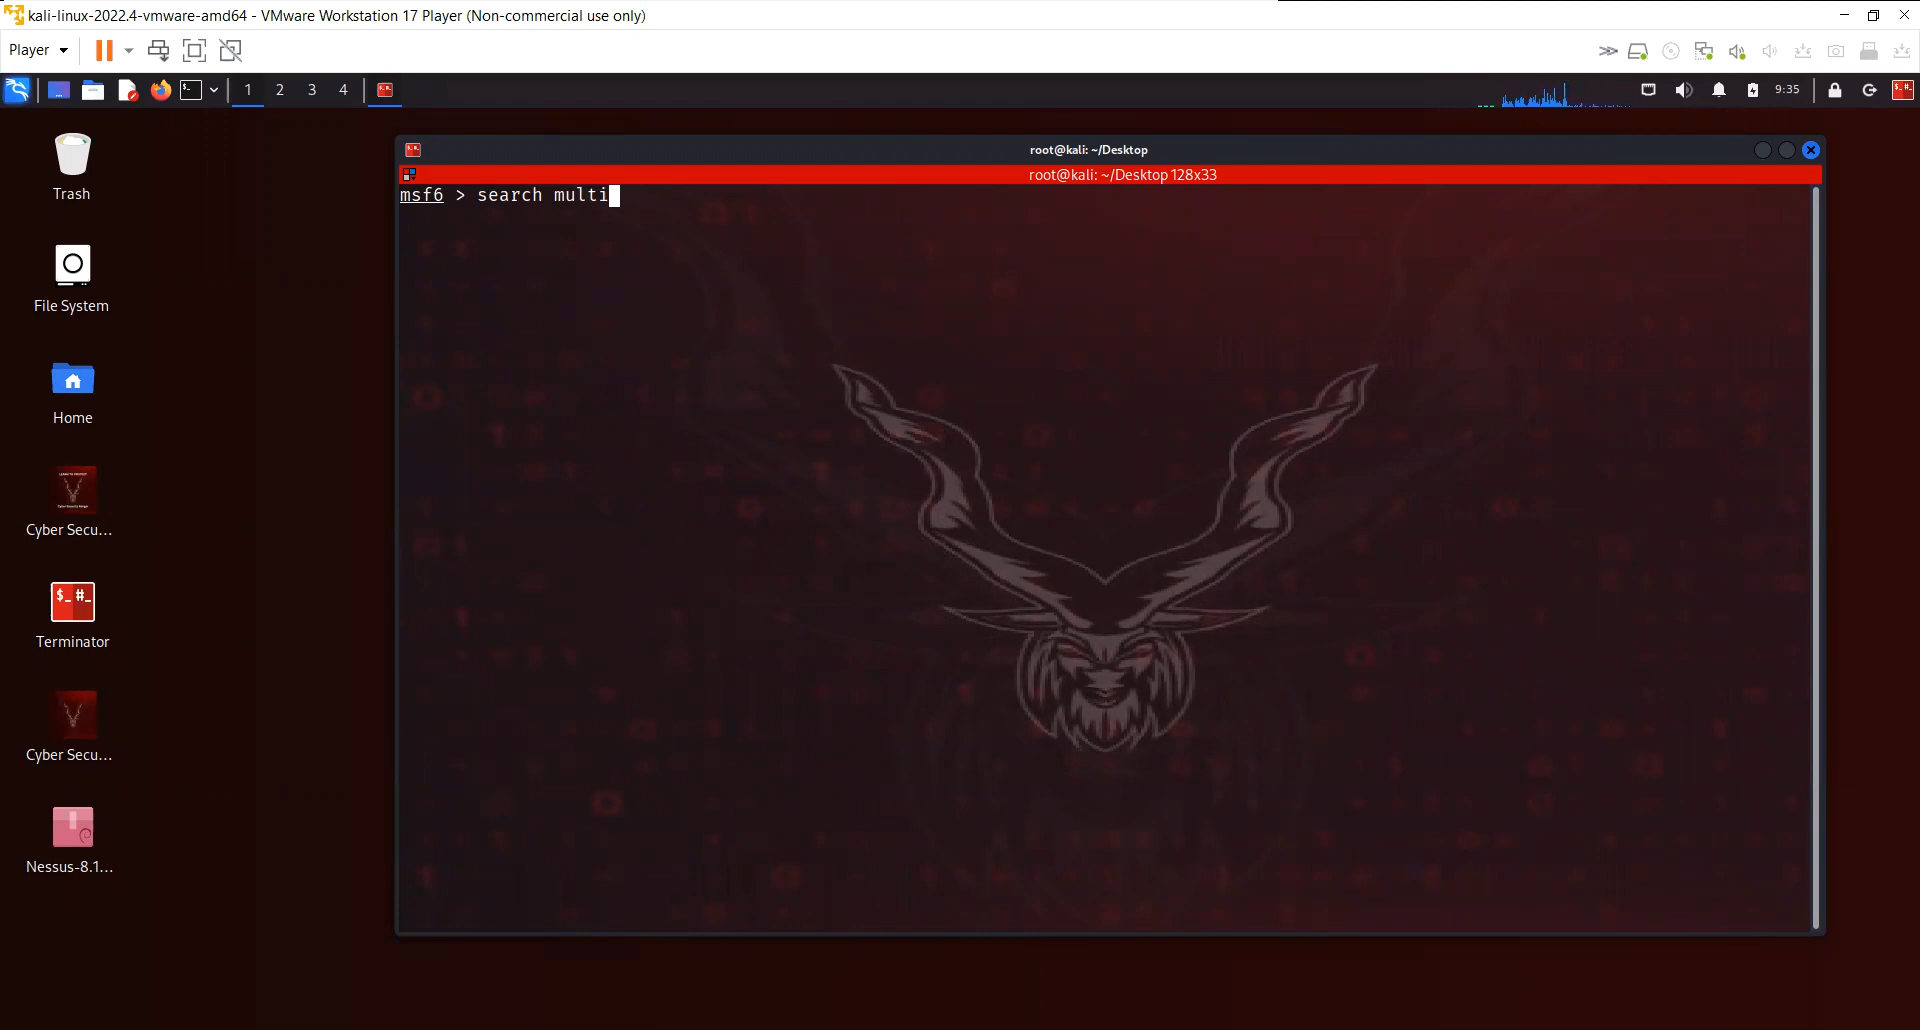 kali-linux-2022.4-vmware-amd64 - VMware Workstation 17 Player (Non-commercial use only)
Player
1 2 3 4
9:35
root@kali: ~/Desktop
root@kali: ~/Desktop 128x33
msf6 > search multi
Trash
File System
Home
Cyber Secu...
$_ #_
Terminator
Cyber Secu...
Nessus-8.1...